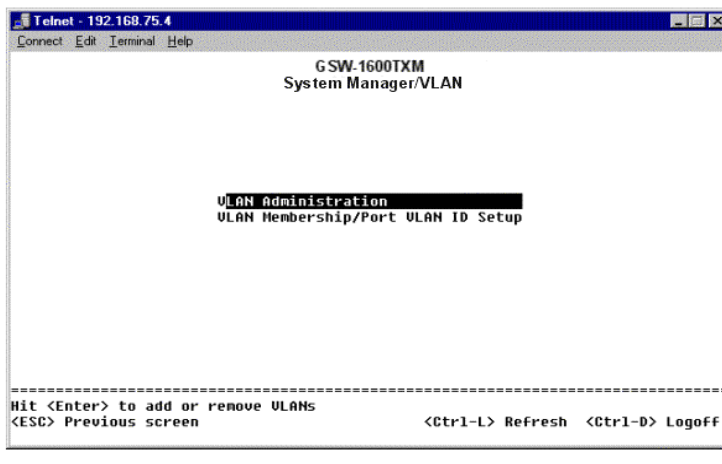 Telnet - 192.168.75.4
Connect Edit Terminal Help
GSW-1600TXM
System Manager/VLAN
VLAN Administration
VLAN Membership/Port VLAN ID Setup
================================================================================
Hit <Enter> to add or remove VLANs
<ESC> Previous screen <Ctrl-L> Refresh <Ctrl-D> Logoff